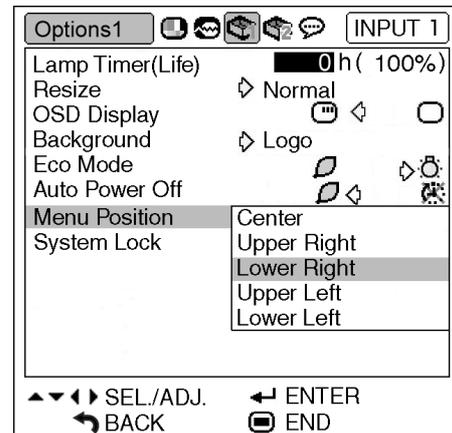 Options1 INPUT 1
Lamp Timer(Life) 0 h ( 100%)
Resize Normal
OSD Display
Background Logo
Eco Mode
Auto Power Off
Menu Position Center
System Lock Upper Right
Lower Right
Upper Left
Lower Left
SEL./ADJ. ENTER
BACK END